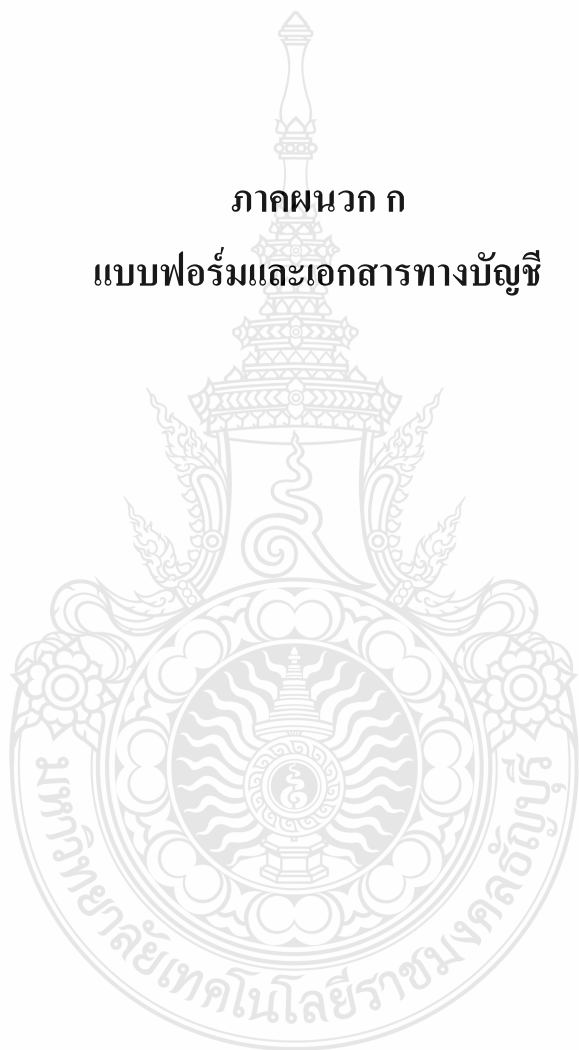 ภาคผนวก ก
แบบฟอร์มและเอกสารทางบัญชี
มหาวิทยาลัยเทคโนโลยีราชมงคลธัญบุรี